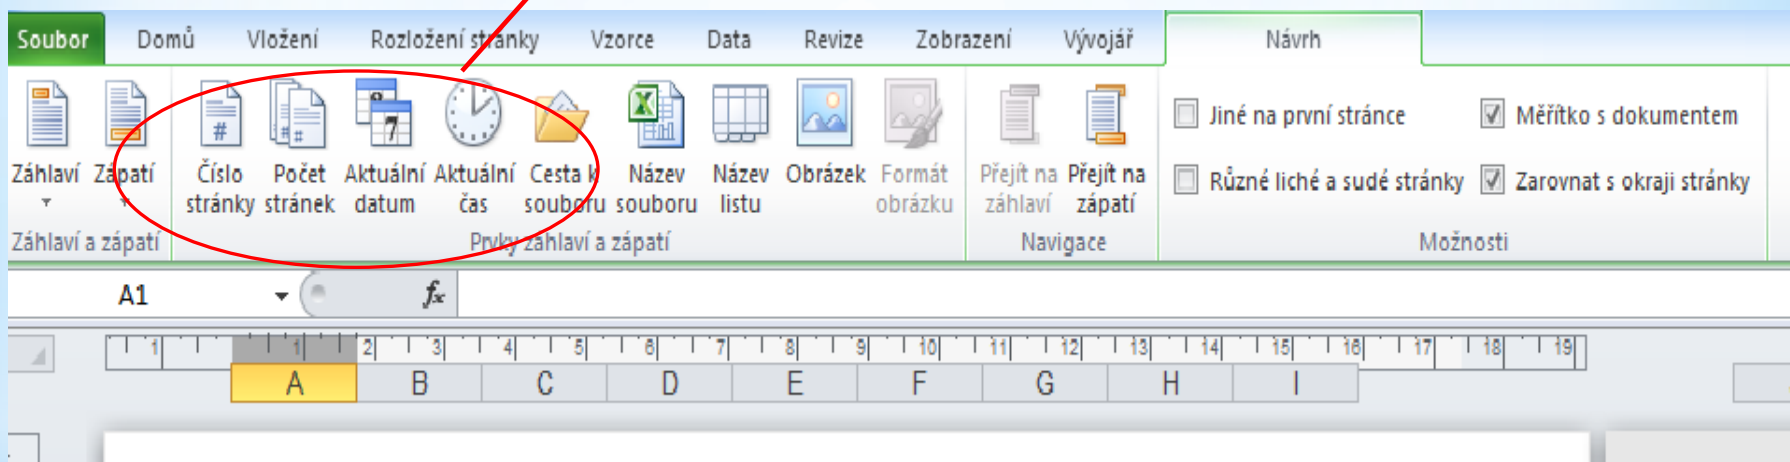 Soubor Domů Vložení Rozložení stránky Vzorce Data Revize Zobrazení Vývojář Návrh
Záhlaví Zápatí Číslo stránky Počet stránek Aktuální datum Aktuální čas Cesta k souboru Název souboru Název listu Obrázek Formát obrázku Přejít na záhlaví Přejít na zápatí
Jiné na první stránce Měřítko s dokumentem
Různé liché a sudé stránky Zarovnat s okraji stránky
Záhlaví a zápatí Prvky záhlaví a zápatí Navigace Možnosti
A1 fx
1 1 2 3 4 5 6 7 8 9 10 11 12 13 14 15 16 17 18 19
A B C D E F G H I